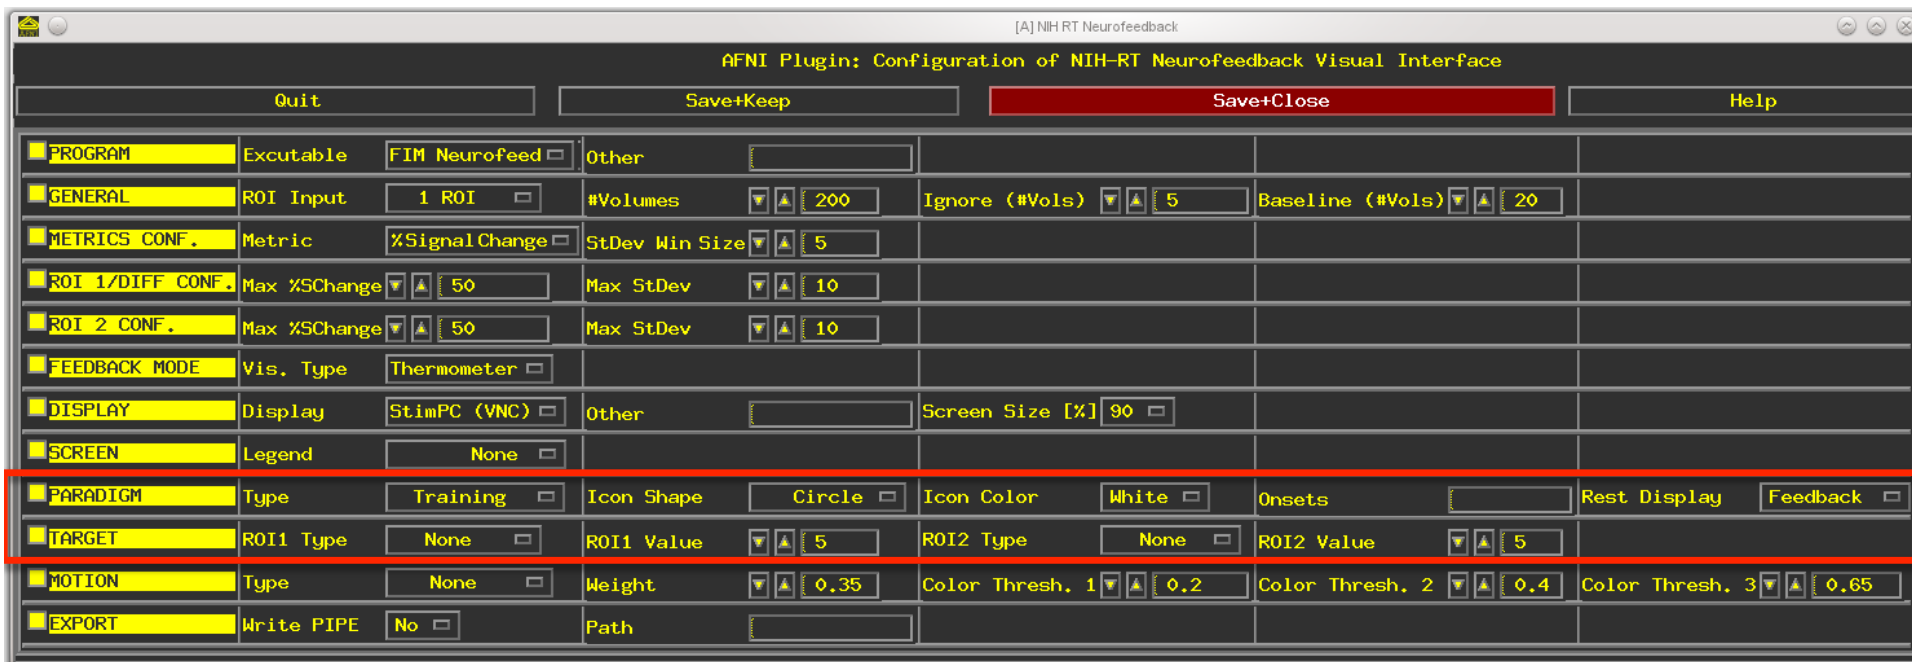 [A] NIH RT Neurofeedback
AFNI Plugin: Configuration of NIH-RT Neurofeedback Visual Interface
Quit Save+Keep Save+Close Help
PROGRAM Excutable FIM Neurofeed Other
GENERAL ROI Input 1 ROI #Volumes 200 Ignore (#Vols) 5 Baseline (#Vols) 20
METRICS CONF. Metric %SignalChange StDev Win Size 5
ROI 1/DIFF CONF. Max %SChange 50 Max StDev 10
ROI 2 CONF. Max %SChange 50 Max StDev 10
FEEDBACK MODE Vis. Type Thermometer
DISPLAY Display StimPC (VNC) Other Screen Size [%] 90
SCREEN Legend None
PARADIGM Type Training Icon Shape Circle Icon Color White Onsets Rest Display Feedback
TARGET ROI1 Type None ROI1 Value 5 ROI2 Type None ROI2 Value 5
MOTION Type None Weight 0.35 Color Thresh. 1 0.2 Color Thresh. 2 0.4 Color Thresh. 3 0.65
EXPORT Write PIPE No Path